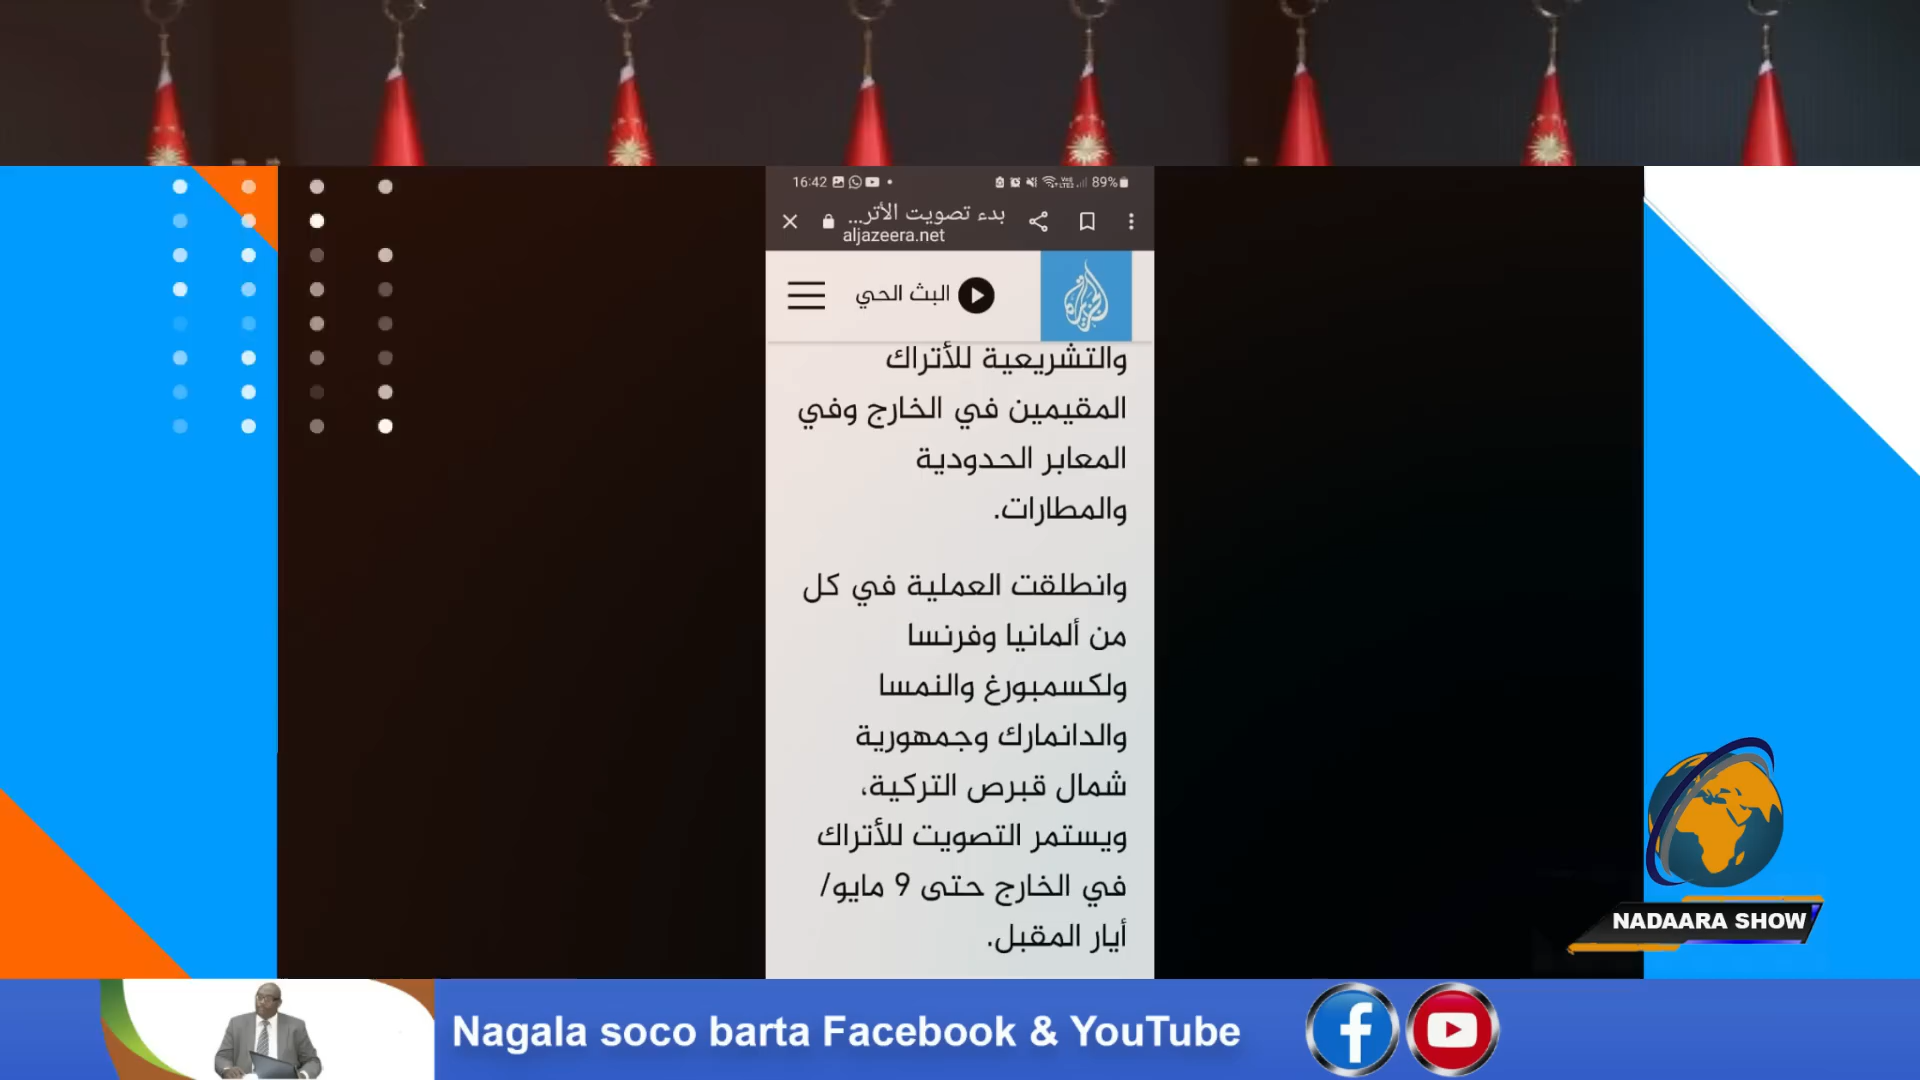 16:42
89%
بدء تصويت الأتر...
aljazeera.net
البث الحي
والتشريعية للأتراك
المقيمين في الخارج وفي
المعابر الحدودية
والمطارات.
وانطلقت العملية في كل
من ألمانيا وفرنسا
ولكسمبورغ والنمسا
والدانمارك وجمهورية
شمال قبرص التركية،
ويستمر التصويت للأتراك
في الخارج حتى 9 مايو/
أيار المقبل.
NADAARA SHOW
Nagala soco barta Facebook & YouTube